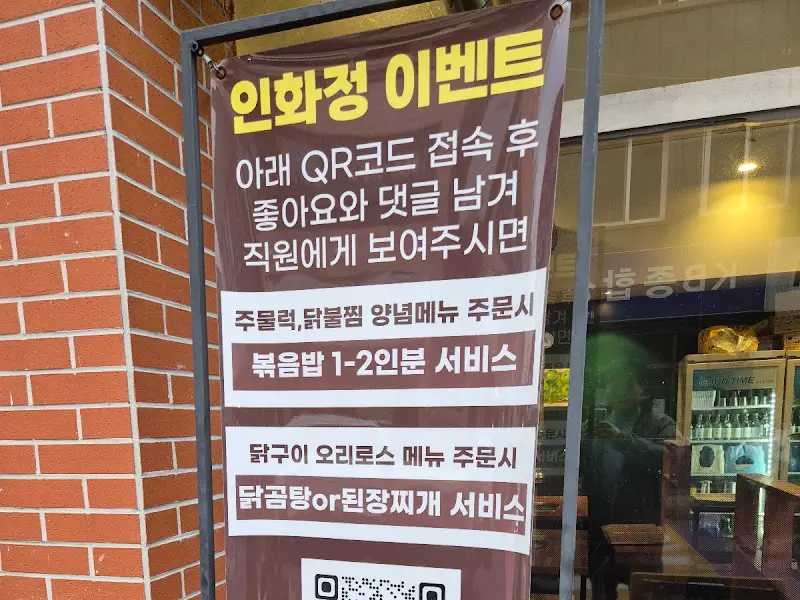 인화정 이벤트
아래 QR코드 접속 후
좋아요와 댓글 남겨
직원에게 보여주시면
주물럭,닭불찜 양념메뉴 주문시
볶음밥 1-2인분 서비스
닭구이 오리로스 메뉴 주문시
닭곰탕or된장찌개 서비스
KB종합